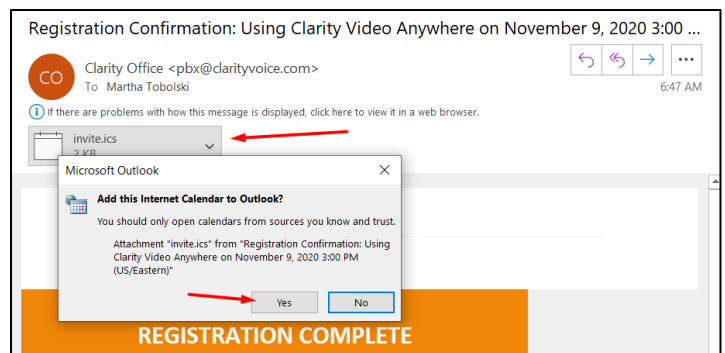 Registration Confirmation: Using Clarity Video Anywhere on November 9, 2020 3:00 ...
CO
Clarity Office <pbx@clarityvoice.com>
To Martha Tobolski
6:47 AM
If there are problems with how this message is displayed, click here to view it in a web browser.
invite.ics
2 KB
Microsoft Outlook
Add this Internet Calendar to Outlook?
You should only open calendars from sources you know and trust.
Attachment "invite.ics" from "Registration Confirmation: Using
Clarity Video Anywhere on November 9, 2020 3:00 PM
(US/Eastern)"
Yes
No
REGISTRATION COMPLETE